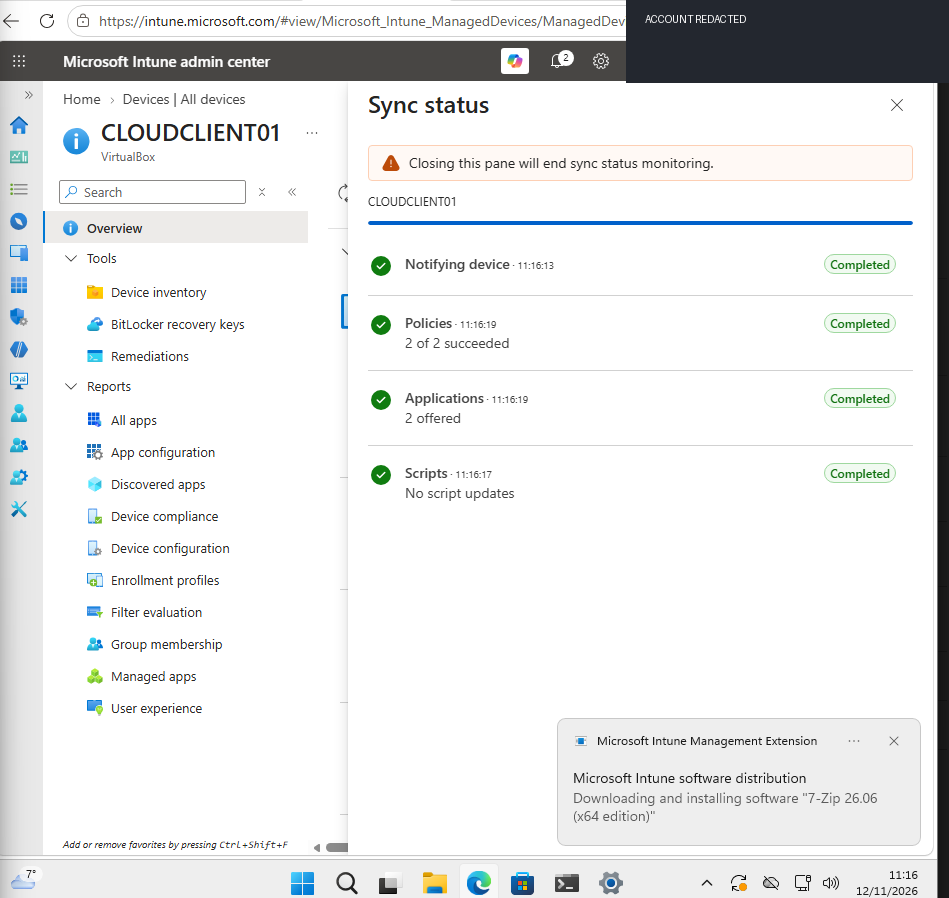 https://intune.microsoft.com/#view/Microsoft_Intune_ManagedDevices/ManagedDev
ACCOUNT REDACTED
Microsoft Intune admin center
2
Home > Devices | All devices
CLOUDCLIENT01
VirtualBox
Search
Overview
Tools
Device inventory
BitLocker recovery keys
Remediations
Reports
All apps
App configuration
Discovered apps
Device compliance
Device configuration
Enrollment profiles
Filter evaluation
Group membership
Managed apps
User experience
Add or remove favorites by pressing Ctrl+Shift+F
Sync status
Closing this pane will end sync status monitoring.
CLOUDCLIENT01
Notifying device · 11:16:13 Completed
Policies · 11:16:19 Completed
2 of 2 succeeded
Applications · 11:16:19 Completed
2 offered
Scripts · 11:16:17 Completed
No script updates
Microsoft Intune Management Extension
Microsoft Intune software distribution
Downloading and installing software "7-Zip 26.06
(x64 edition)"
7°
11:16
12/11/2026